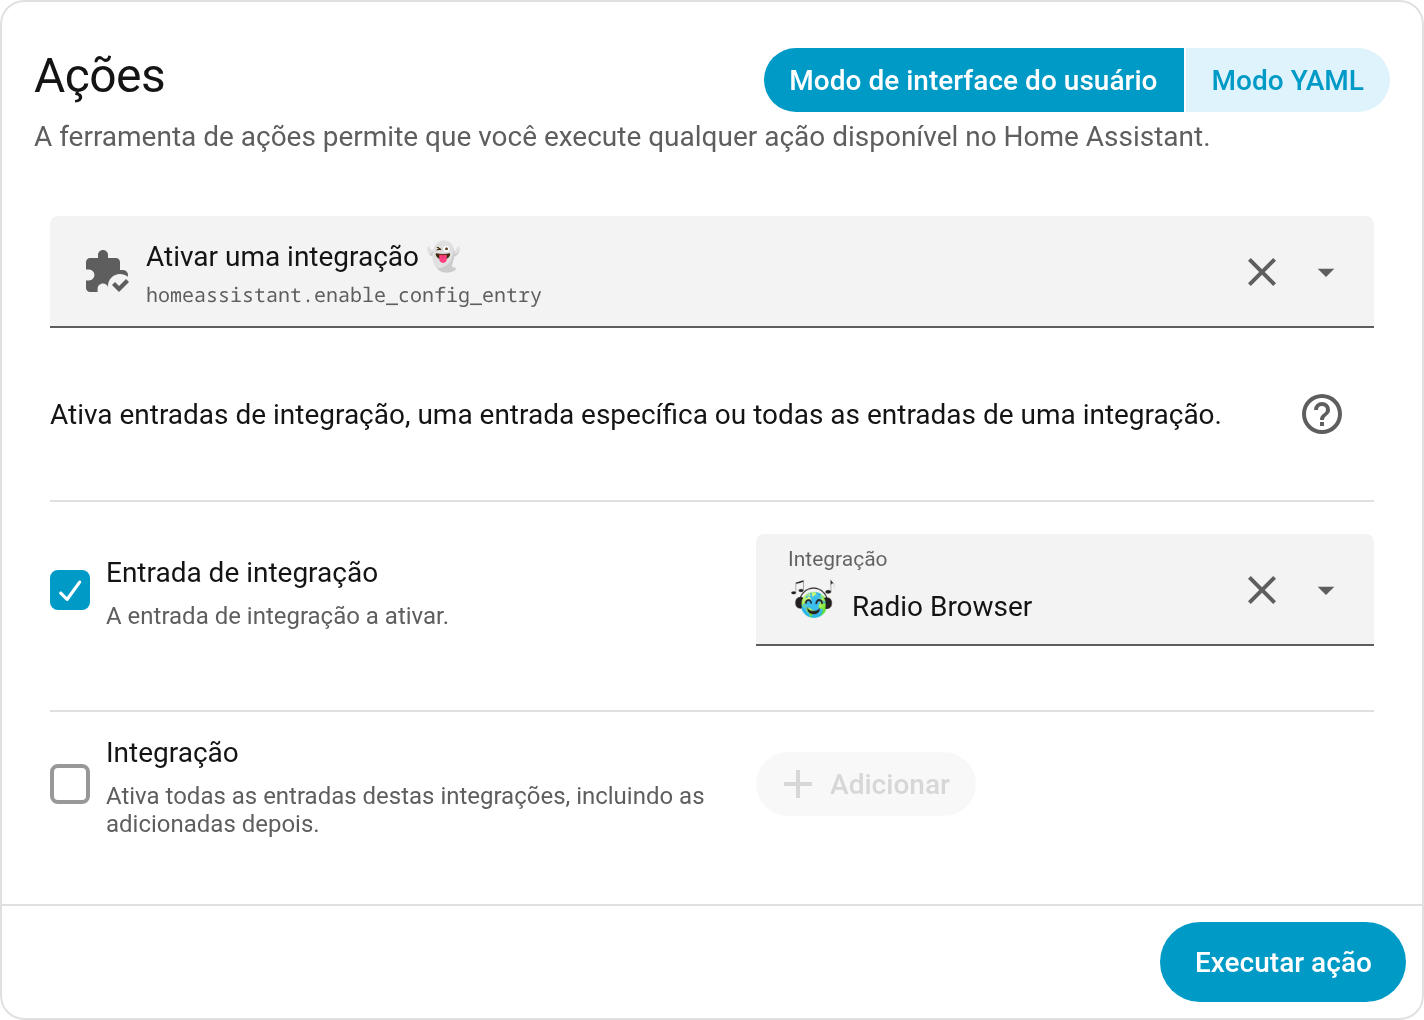 Ações
Modo de interface do usuário
Modo YAML
A ferramenta de ações permite que você execute qualquer ação disponível no Home Assistant.
Ativar uma integração 👻
homeassistant.enable_config_entry
Ativa entradas de integração, uma entrada específica ou todas as entradas de uma integração.
Entrada de integração
A entrada de integração a ativar.
Integração
Radio Browser
Integração
Ativa todas as entradas destas integrações, incluindo as
adicionadas depois.
Adicionar
Executar ação